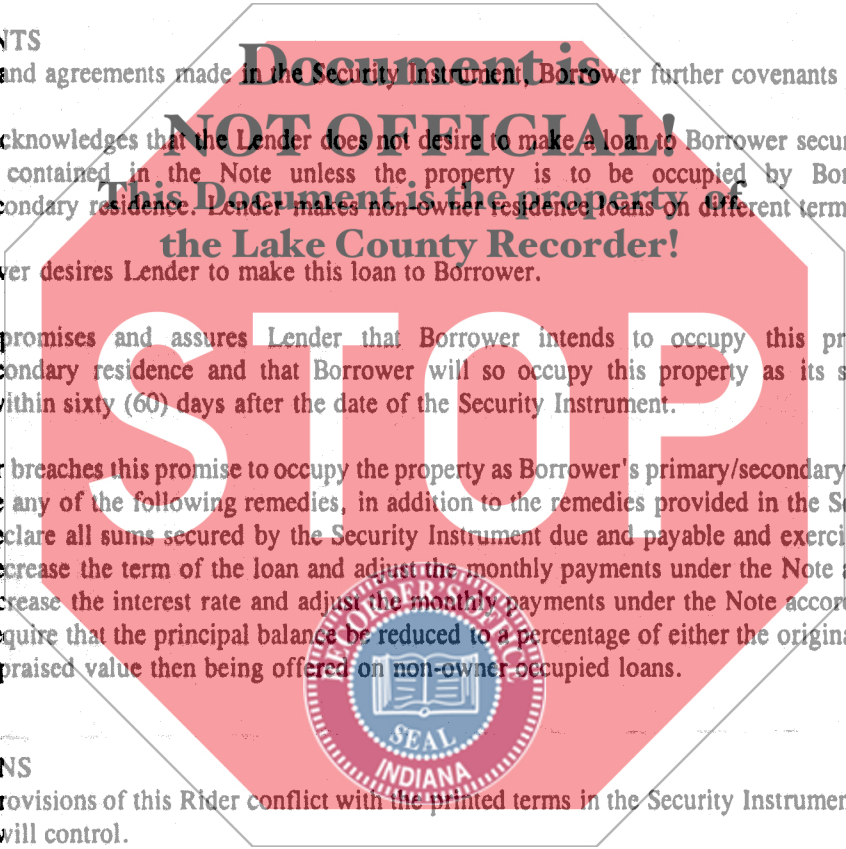 NTS
and agreements made in the Security Instrument, Borrower further covenants
cknowledges that the Lender does not desire to make a loan to Borrower secur
contained in the Note unless the property is to be occupied by Bor
condary residence. Lender makes non-owner residence loans on different term
ver desires Lender to make this loan to Borrower.
promises and assures Lender that Borrower intends to occupy this pr
condary residence and that Borrower will so occupy this property as its s
vithin sixty (60) days after the date of the Security Instrument.
r breaches this promise to occupy the property as Borrower's primary/secondary
e any of the following remedies, in addition to the remedies provided in the Se
clare all sums secured by the Security Instrument due and payable and exerci
ecrease the term of the loan and adjust the monthly payments under the Note a
crease the interest rate and adjust the monthly payments under the Note accor
quire that the principal balance be reduced to a percentage of either the origina
praised value then being offered on non-owner occupied loans.
NS
rovisions of this Rider conflict with the printed terms in the Security Instrumen
will control.
Document is
NOT OFFICIAL!
This Document is the property of
the Lake County Recorder!
STOP
SEAL
INDIANA